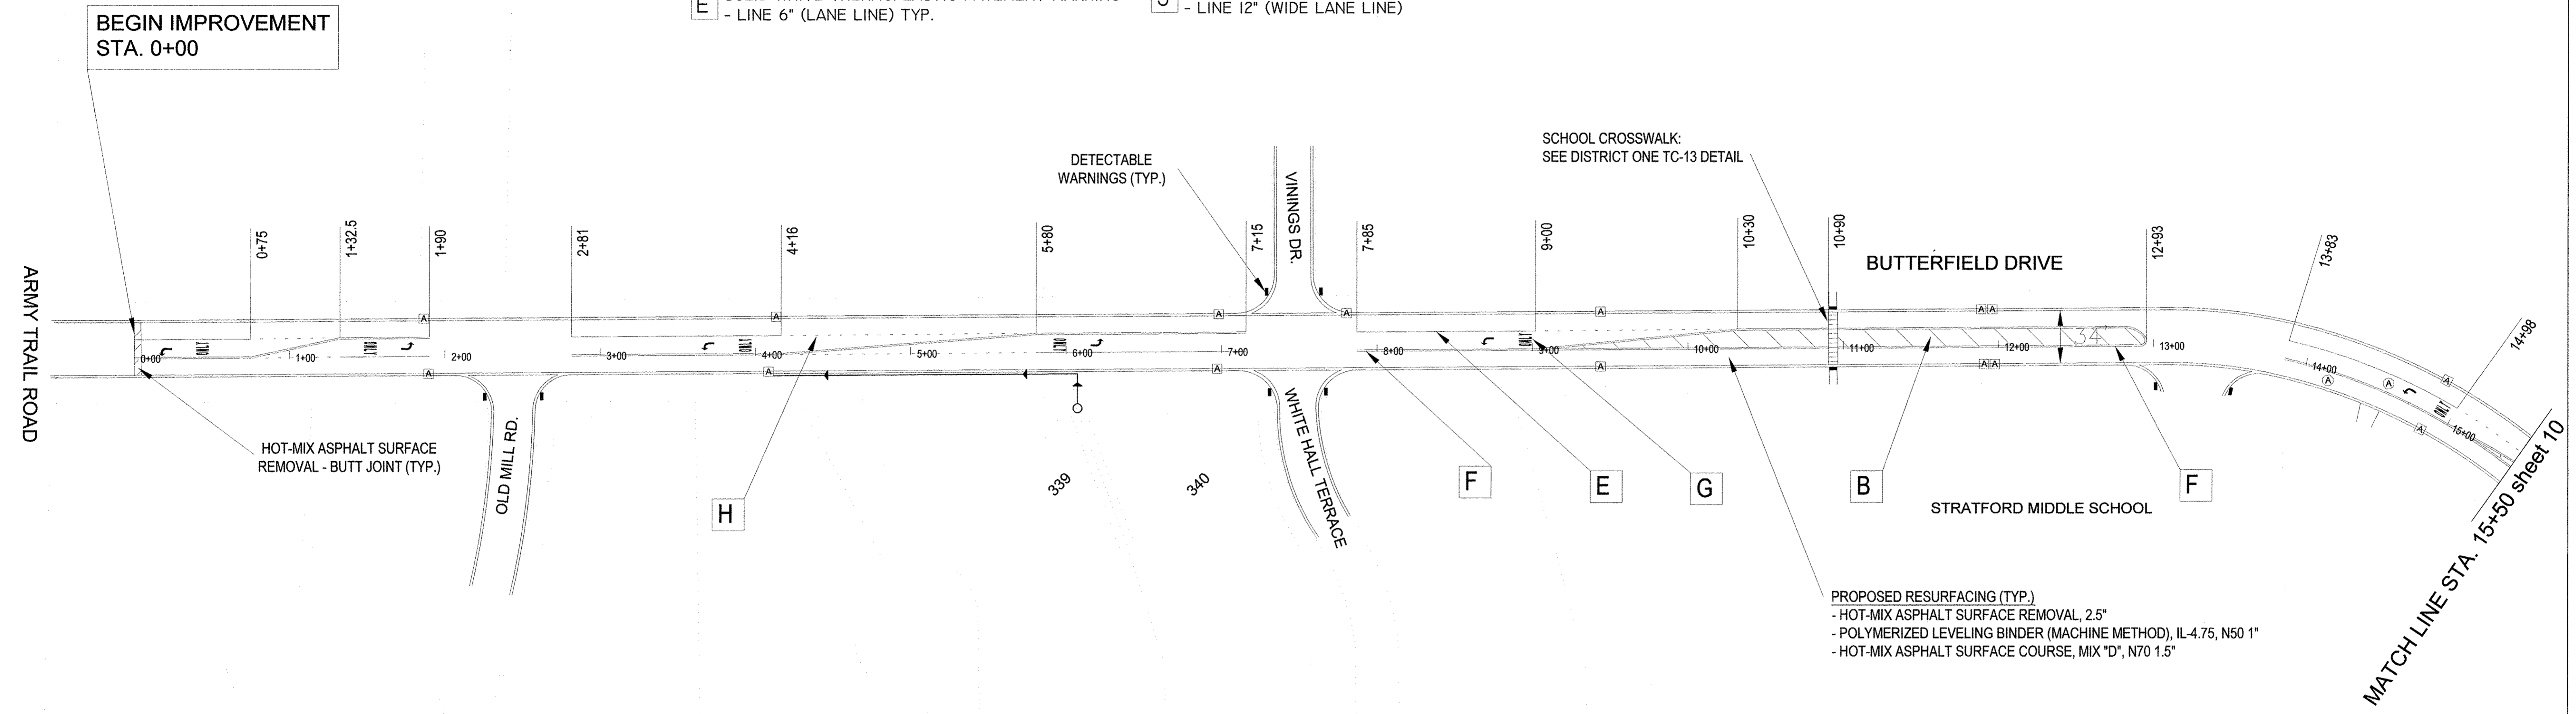 E
- LINE 6" (LANE LINE) TYP.
- LINE 12" (WIDE LANE LINE)
BEGIN IMPROVEMENT
STA. 0+00
SCHOOL CROSSWALK:
SEE DISTRICT ONE TC-13 DETAIL
DETECTABLE
WARNINGS (TYP.)
VININGS DR.
0+75
1+32.5
1+90
2+81
4+16
5+80
7+15
7+85
9+00
10+30
10+90
12+93
13+83
14+98
BUTTERFIELD DRIVE
ARMY TRAIL ROAD
A
A
A
A
A
A A
A
ONLY
ONLY
ONLY
ONLY
ONLY
ONLY
0+00
1+00
2+00
3+00
4+00
5+00
6+00
7+00
8+00
9+00
10+00
11+00
12+00
34'
13+00
14+00
15+00
A
A
A
A
A
A
A A
A
HOT-MIX ASPHALT SURFACE
REMOVAL - BUTT JOINT (TYP.)
OLD MILL RD.
WHITE HALL TERRACE
339
340
H
F
E
G
B
F
STRATFORD MIDDLE SCHOOL
MATCH LINE STA. 15+50 sheet 10
PROPOSED RESURFACING (TYP.)
- HOT-MIX ASPHALT SURFACE REMOVAL, 2.5"
- POLYMERIZED LEVELING BINDER (MACHINE METHOD), IL-4.75, N50 1"
- HOT-MIX ASPHALT SURFACE COURSE, MIX "D", N70 1.5"